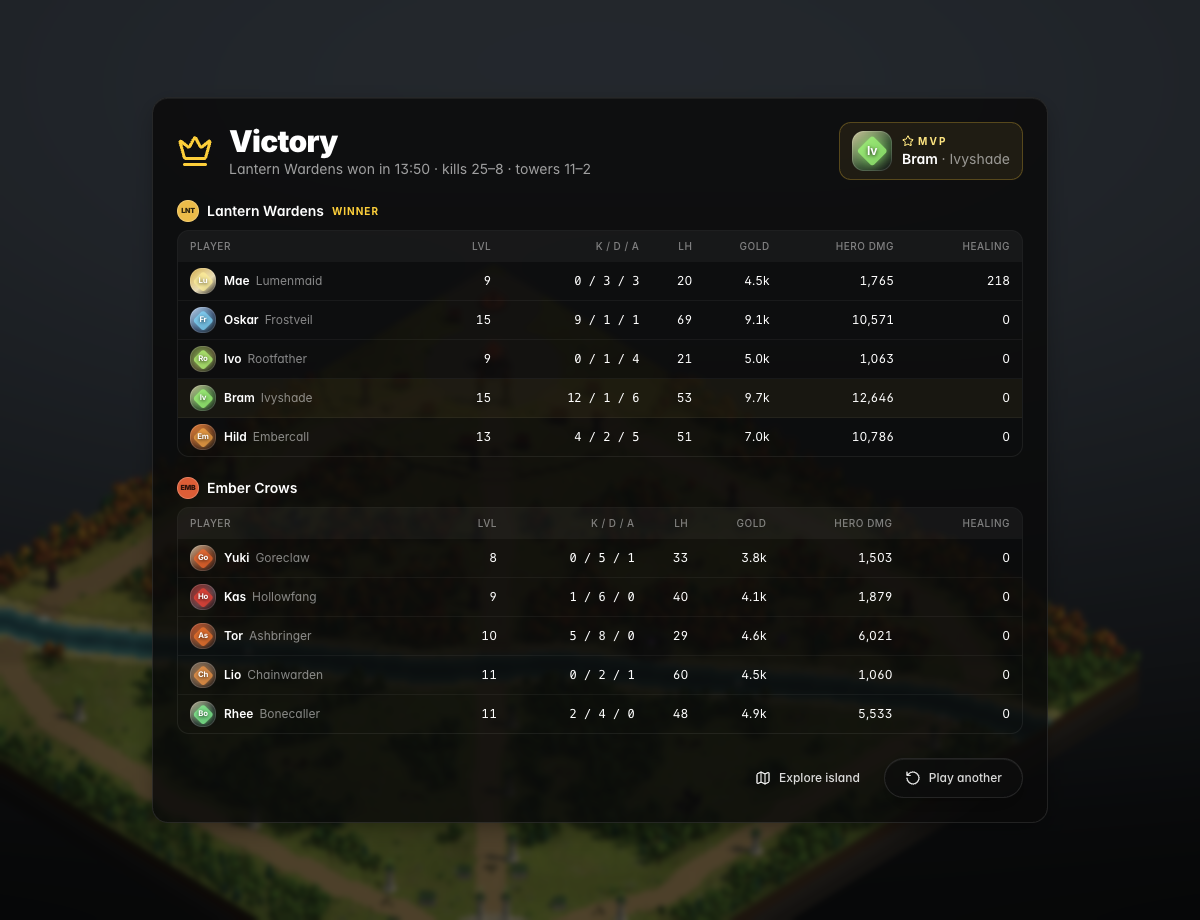 Victory
Lantern Wardens won in 13:50 · kills 25–8 · towers 11–2
Iv
MVP
Bram · Ivyshade
LNT Lantern Wardens WINNER
PLAYER LVL K / D / A LH GOLD HERO DMG HEALING
Lu Mae Lumenmaid 9 0 / 3 / 3 20 4.5k 1,765 218
Fr Oskar Frostveil 15 9 / 1 / 1 69 9.1k 10,571 0
Ro Ivo Rootfather 9 0 / 1 / 4 21 5.0k 1,063 0
Iv Bram Ivyshade 15 12 / 1 / 6 53 9.7k 12,646 0
Em Hild Embercall 13 4 / 2 / 5 51 7.0k 10,786 0
EMB Ember Crows
PLAYER LVL K / D / A LH GOLD HERO DMG HEALING
Go Yuki Goreclaw 8 0 / 5 / 1 33 3.8k 1,503 0
Ho Kas Hollowfang 9 1 / 6 / 0 40 4.1k 1,879 0
As Tor Ashbringer 10 5 / 8 / 0 29 4.6k 6,021 0
Ch Lio Chainwarden 11 0 / 2 / 1 60 4.5k 1,060 0
Bo Rhee Bonecaller 11 2 / 4 / 0 48 4.9k 5,533 0
Explore island Play another